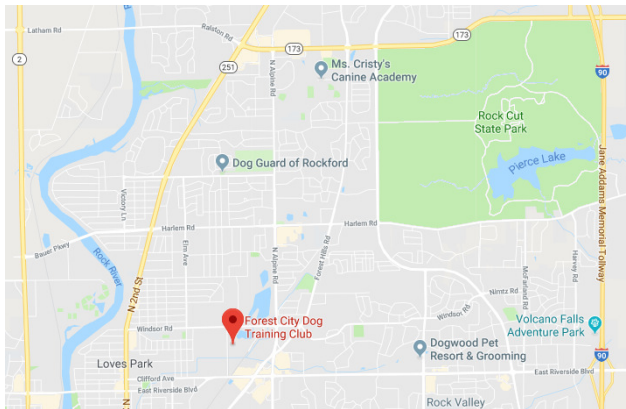 Latham Rd
Ralston Rd
173
173
2
251
N Alpine Rd
Ms. Cristy's
Canine Academy
90
Rock Cut
State Park
Pierce Lake
Jane Addams Memorial Tollway
Dog Guard of Rockford
Victory Ln
Harlem Rd
Harlem Rd
Bauer Pkwy
Rock River
Elm Ave
N Alpine Rd
Forest Hills Rd
N 2nd St
McFarland Rd
Harvey Rd
Nimtz Rd
Windsor Rd
Windsor Rd
Forest City Dog
Training Club
Volcano Falls
Adventure Park
Loves Park
Dogwood Pet
Resort & Grooming
90
Clifford Ave
East Riverside Blvd
East Riverside Blvd
Rock Valley